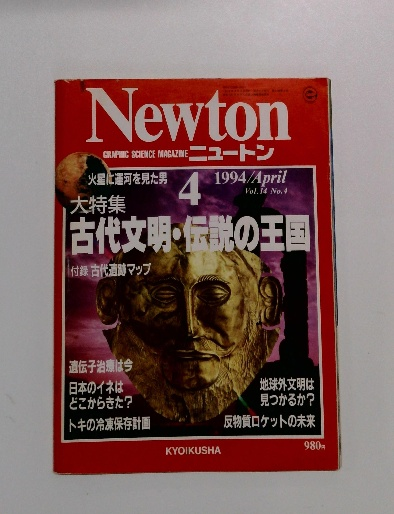 Newton
GRAPHIC SCIENCE MAGAZINE ニュートン
火星に運河を見た男
4
1994/April
Vol.14 No.4
大特集
古代文明・伝説の王国
付録 古代遺跡マップ
遺伝子治療は今
日本のイネは
どこからきた?
トキの冷凍保存計画
地球外文明は
見つかるか?
反物質ロケットの未来
KYOIKUSHA
980円